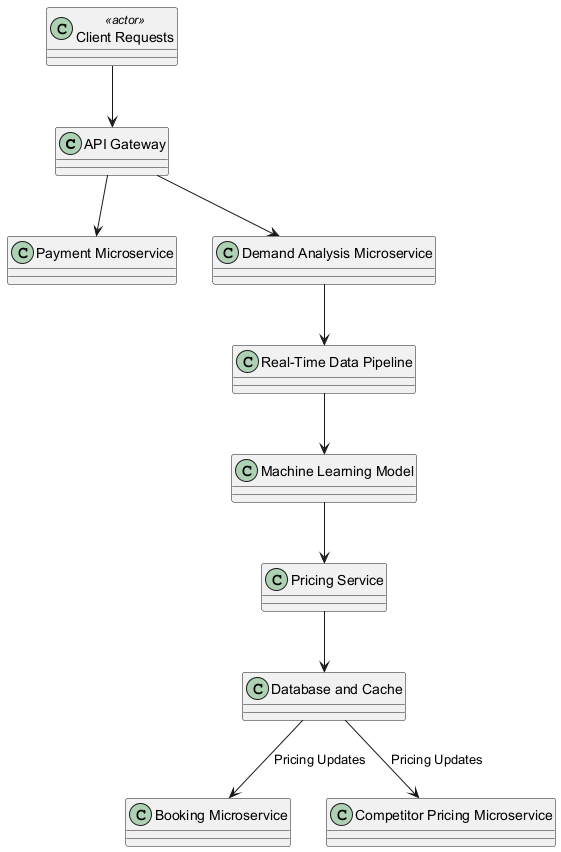 «actor»
C Client Requests
C API Gateway
C Payment Microservice
C Demand Analysis Microservice
C Real-Time Data Pipeline
C Machine Learning Model
C Pricing Service
C Database and Cache
Pricing Updates
Pricing Updates
C Booking Microservice
C Competitor Pricing Microservice